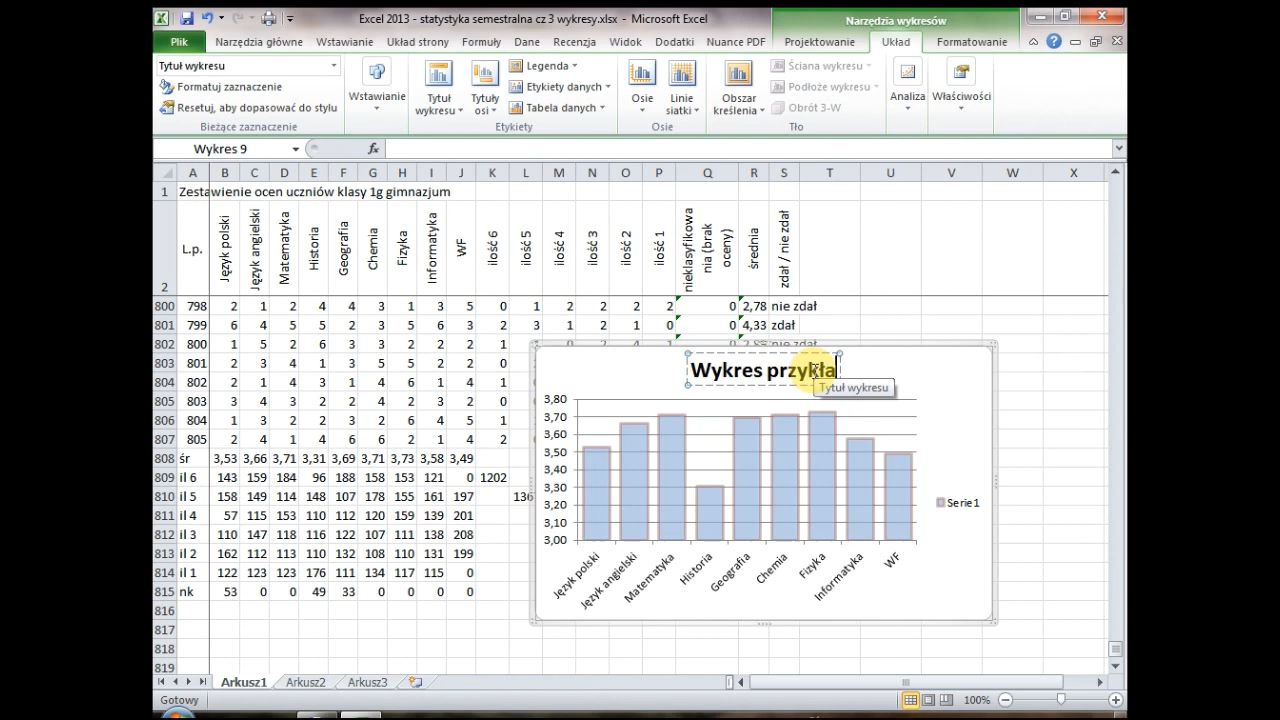 Excel 2013 - statystyka semestralna cz 3 wykresy.xlsx - Microsoft Excel
Narzędzia wykresów
Plik Narzędzia główne Wstawianie Układ strony Formuły Dane Recenzja Widok Dodatki Nuance PDF Projektowanie Układ Formatowanie
Tytuł wykresu
Formatuj zaznaczenie
Resetuj, aby dopasować do stylu
Bieżące zaznaczenie
Wstawianie
Tytuł wykresu
Tytuły osi
Legenda
Etykiety danych
Tabela danych
Etykiety
Osie
Linie siatki
Osie
Obszar kreślenia
Ściana wykresu
Podłoże wykresu
Obrót 3-W
Tło
Analiza
Właściwości
Wykres 9
fx
A B C D E F G H I J K L M N O P Q R S T U V W X
1 Zestawienie ocen uczniów klasy 1g gimnazjum
2 L.p. Język polski Język angielski Matematyka Historia Geografia Chemia Fizyka Informatyka WF ilość 6 ilość 5 ilość 4 ilość 3 ilość 2 ilość 1 nieklasyfikowa nia (brak oceny) średnia zdał / nie zdał
800 798 2 1 2 4 4 3 1 3 5 0 1 2 2 2 2 0 2,78 nie zdał
801 799 6 4 5 5 2 3 5 6 3 2 3 1 2 1 0 0 4,33 zdał
802 800 1 5 2 6 3 3 2 2 2 1
803 801 2 3 4 1 3 5 5 2 2 0
804 802 2 1 4 3 1 4 6 1 2 1
805 803 3 4 3 2 2 4 2 3 2 0
806 804 1 3 2 2 3 2 6 4 5 1
807 805 2 4 1 4 6 6 2 1 4 2
808 śr 3,53 3,66 3,71 3,31 3,69 3,71 3,73 3,58 3,49
809 il 6 143 159 184 96 188 158 153 121 0 1202
810 il 5 158 149 114 148 107 178 155 161 197 136
811 il 4 57 115 153 110 112 120 159 139 201
812 il 3 110 147 118 116 122 107 111 138 208
813 il 2 162 112 113 110 132 108 110 131 199
814 il 1 122 123 123 176 111 134 117 115 0
815 nk 53 0 0 49 33 0 0 0 0
816
817
818
819
Wykres przykła
Tytuł wykresu
3,80
3,70
3,60
3,50
3,40
3,30
3,20
3,10
3,00
Język polski Język angielski Matematyka Historia Geografia Chemia Fizyka Informatyka WF
Serie1
Arkusz1 Arkusz2 Arkusz3
Gotowy
100%